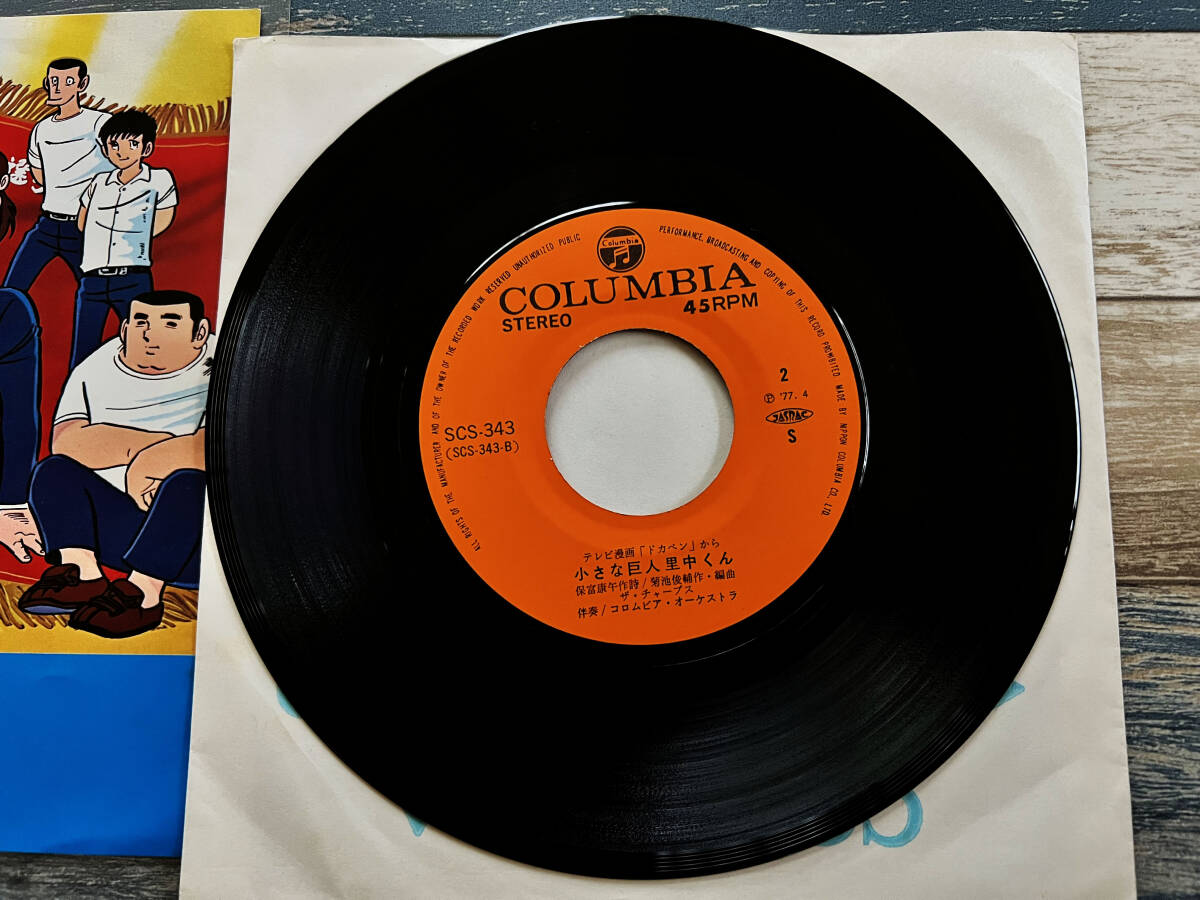 Columbia
COLUMBIA
STEREO
45RPM
ALL RIGHTS OF THE MANUFACTURER AND OF THE OWNER OF THE RECORDED WORK RESERVED UNAUTHORIZED PUBLIC PERFORMANCE, BROADCASTING AND COPYING OF THIS RECORD PROHIBITED MADE BY NIPPON COLUMBIA CO., LTD.
2
Ⓟ '77. 4
JASRAC
S
SCS-343
(SCS-343-B)
テレビ漫画「ドカベン」から
小さな巨人里中くん
保富康午作詩/菊池俊輔作・編曲
ザ・チャープス
伴奏/コロムビア・オーケストラ